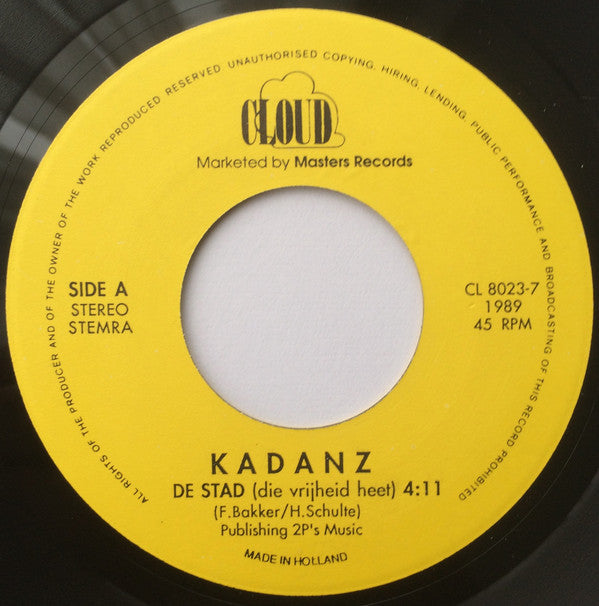 ALL RIGHTS OF THE PRODUCER AND OF THE OWNER OF THE WORK REPRODUCED RESERVED UNAUTHORISED COPYING, HIRING, LENDING, PUBLIC PERFORMANCE AND BROADCASTING OF THIS RECORD PROHIBITED
CLOUD
Marketed by Masters Records
SIDE A
STEREO
STEMRA
CL 8023-7
1989
45 RPM
KADANZ
DE STAD (die vrijheid heet) 4:11
(F.Bakker/H.Schulte)
Publishing 2P's Music
MADE IN HOLLAND